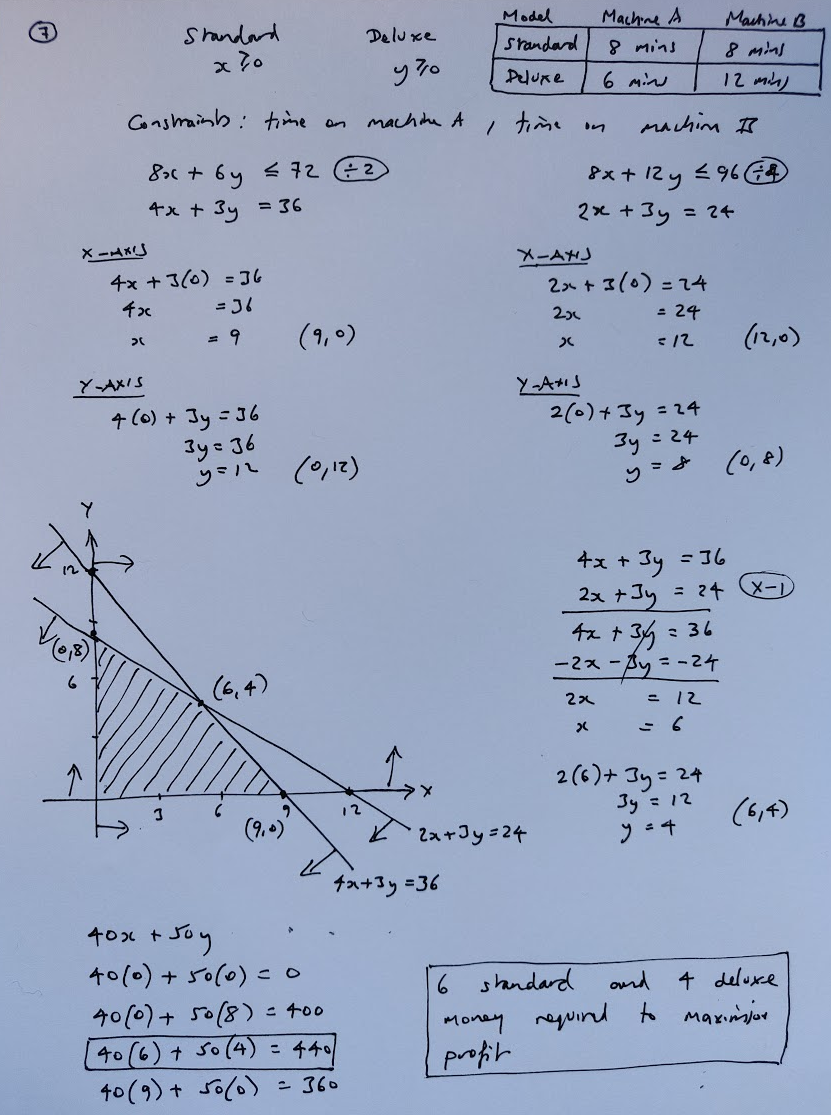 7
Standard Deluxe
x ≥ 0 y ≥ 0
Model Machine A Machine B
Standard 8 mins 8 mins
Deluxe 6 mins 12 mins
Constraints: time on machine A, time on machine B
8x + 6y ≤ 72 ÷2
4x + 3y = 36
X-AXIS
4x + 3(0) = 36
4x = 36
x = 9 (9,0)
Y-AXIS
4(0) + 3y = 36
3y = 36
y = 12 (0,12)
8x + 12y ≤ 96 ÷4
2x + 3y = 24
X-AXIS
2x + 3(0) = 24
2x = 24
x = 12 (12,0)
Y-AXIS
2(0) + 3y = 24
3y = 24
y = 8 (0,8)
Y
12
(0,8)
6
(6,4)
X
3 6 9 12
(9,0)
2x+3y=24
4x+3y=36
4x + 3y = 36
2x + 3y = 24 X-1
4x + 3y = 36
-2x - 3y = -24
2x = 12
x = 6
2(6) + 3y = 24
3y = 12
y = 4 (6,4)
40x + 50y
40(0) + 50(0) = 0
40(0) + 50(8) = 400
40(6) + 50(4) = 440
40(9) + 50(0) = 360
6 standard and 4 deluxe
money required to maximise
profit